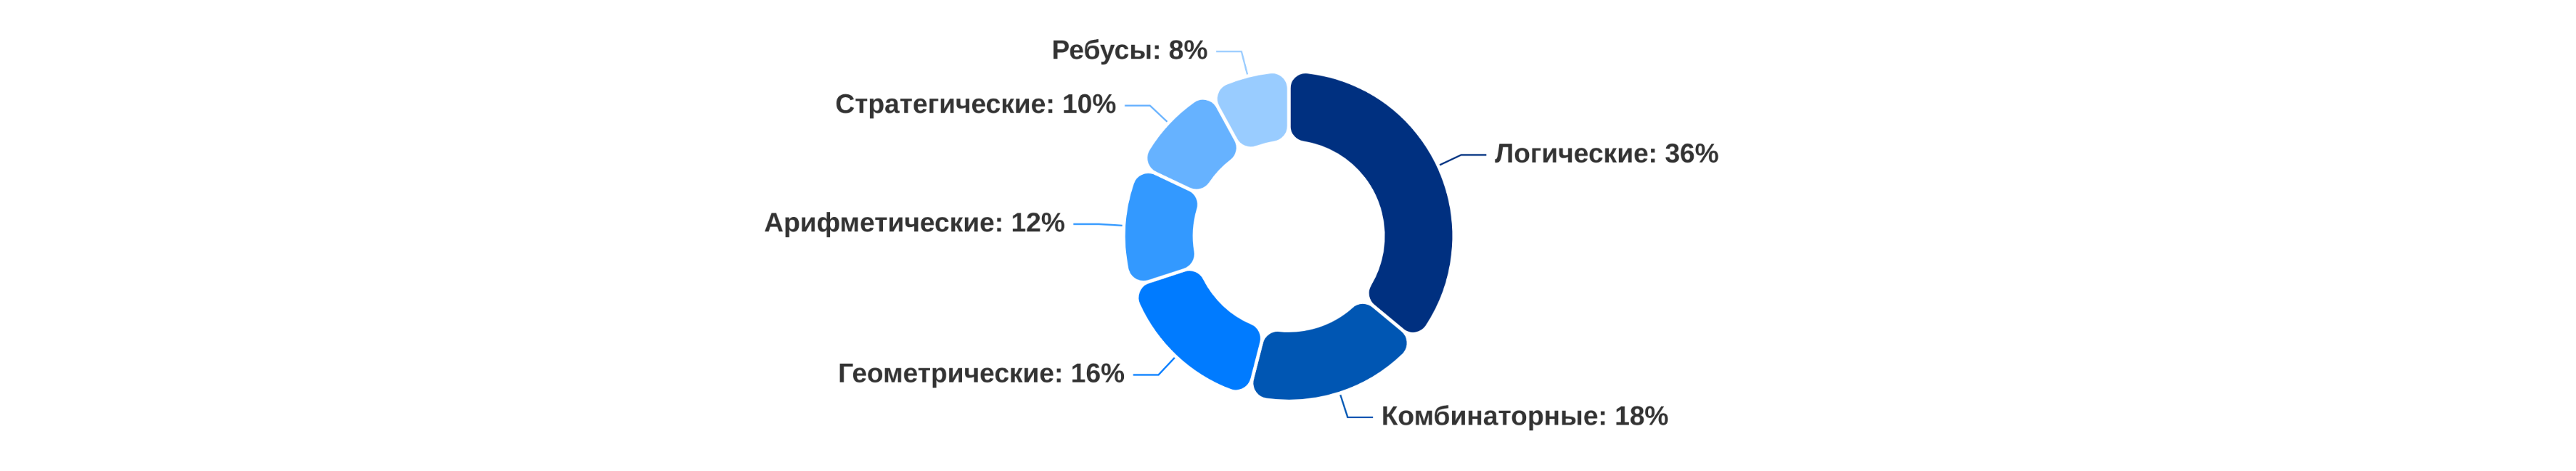 Ребусы: 8%
Стратегические: 10%
Логические: 36%
Арифметические: 12%
Геометрические: 16%
Комбинаторные: 18%